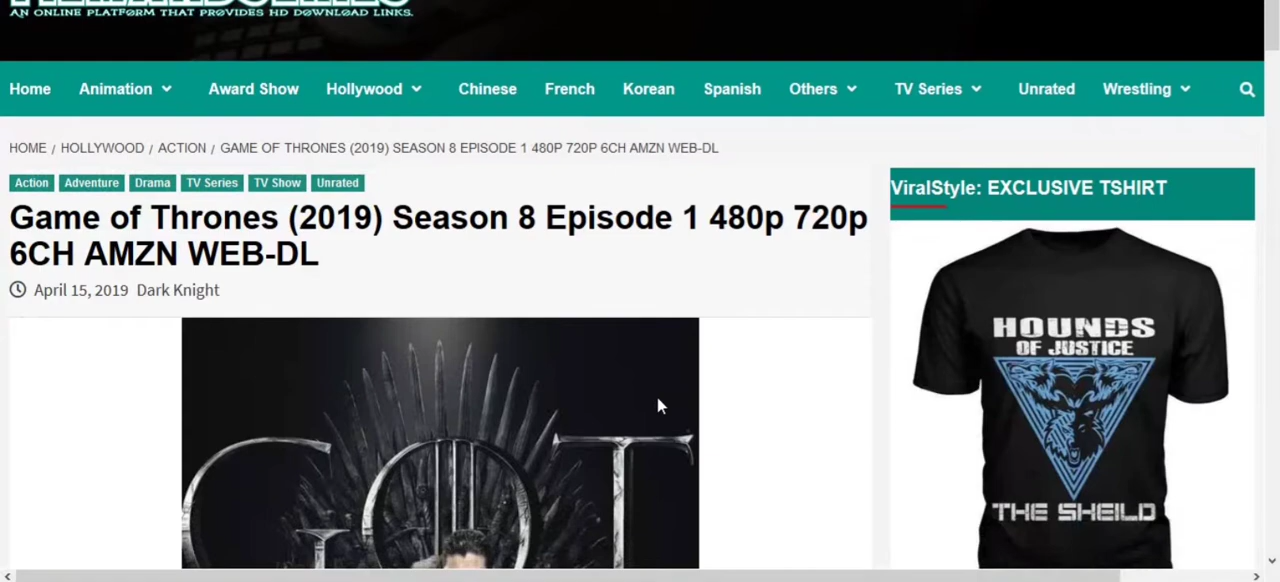 AN ONLINE PLATFØRM THAT PRØVIDES HD DØWNLØAD LINKS.
Home Animation Award Show Hollywood Chinese French Korean Spanish Others TV Series Unrated Wrestling
HOME / HOLLYWOOD / ACTION / GAME OF THRONES (2019) SEASON 8 EPISODE 1 480P 720P 6CH AMZN WEB-DL
Action Adventure Drama TV Series TV Show Unrated
Game of Thrones (2019) Season 8 Episode 1 480p 720p
6CH AMZN WEB-DL
April 15, 2019 Dark Knight
GOT
ViralStyle: EXCLUSIVE TSHIRT
HOUNDS
OF JUSTICE
THE SHEILD